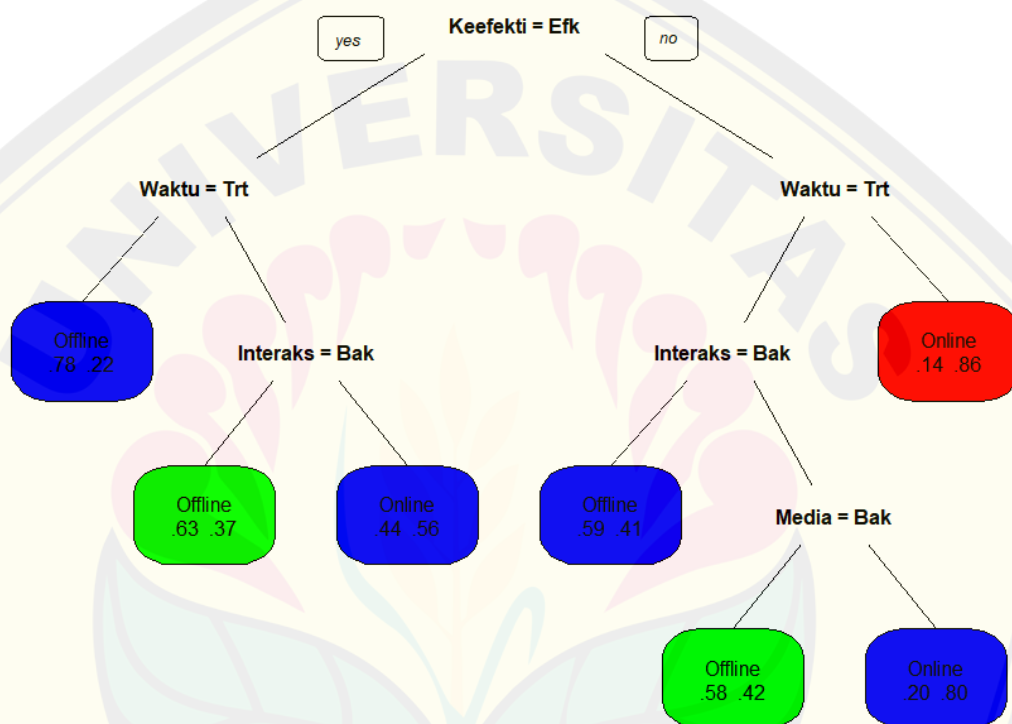 Keefekti = Efk
yes
no
UNIVERSITAS
Waktu = Trt
Waktu = Trt
Offline
.78 .22
Interaks = Bak
Interaks = Bak
Online
.14 .86
Offline
.63 .37
Online
.44 .56
Offline
.59 .41
Media = Bak
Offline
.58 .42
Online
.20 .80